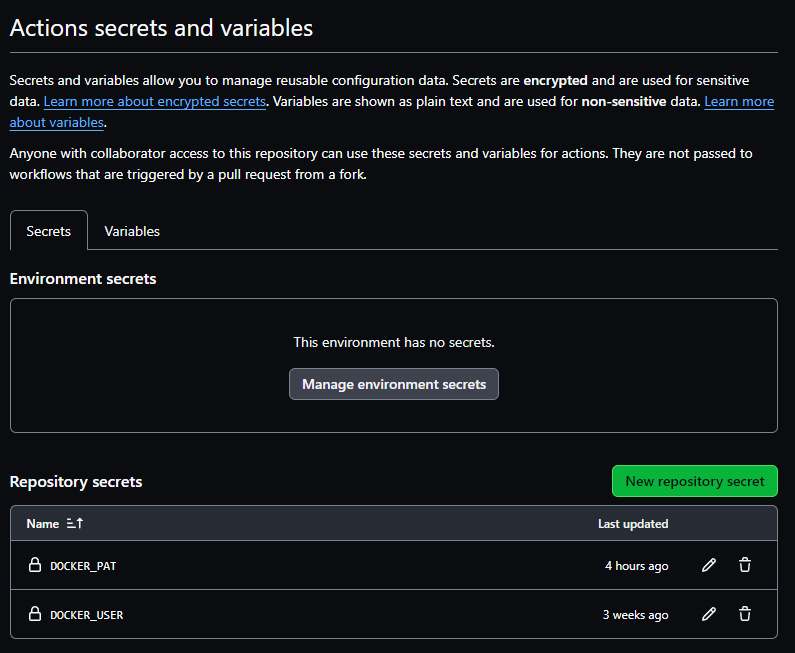 Actions secrets and variables
Secrets and variables allow you to manage reusable configuration data. Secrets are encrypted and are used for sensitive
data. Learn more about encrypted secrets. Variables are shown as plain text and are used for non-sensitive data. Learn more
about variables.
Anyone with collaborator access to this repository can use these secrets and variables for actions. They are not passed to
workflows that are triggered by a pull request from a fork.
Secrets Variables
Environment secrets
This environment has no secrets.
Manage environment secrets
Repository secrets New repository secret
Name Last updated
DOCKER_PAT 4 hours ago
DOCKER_USER 3 weeks ago